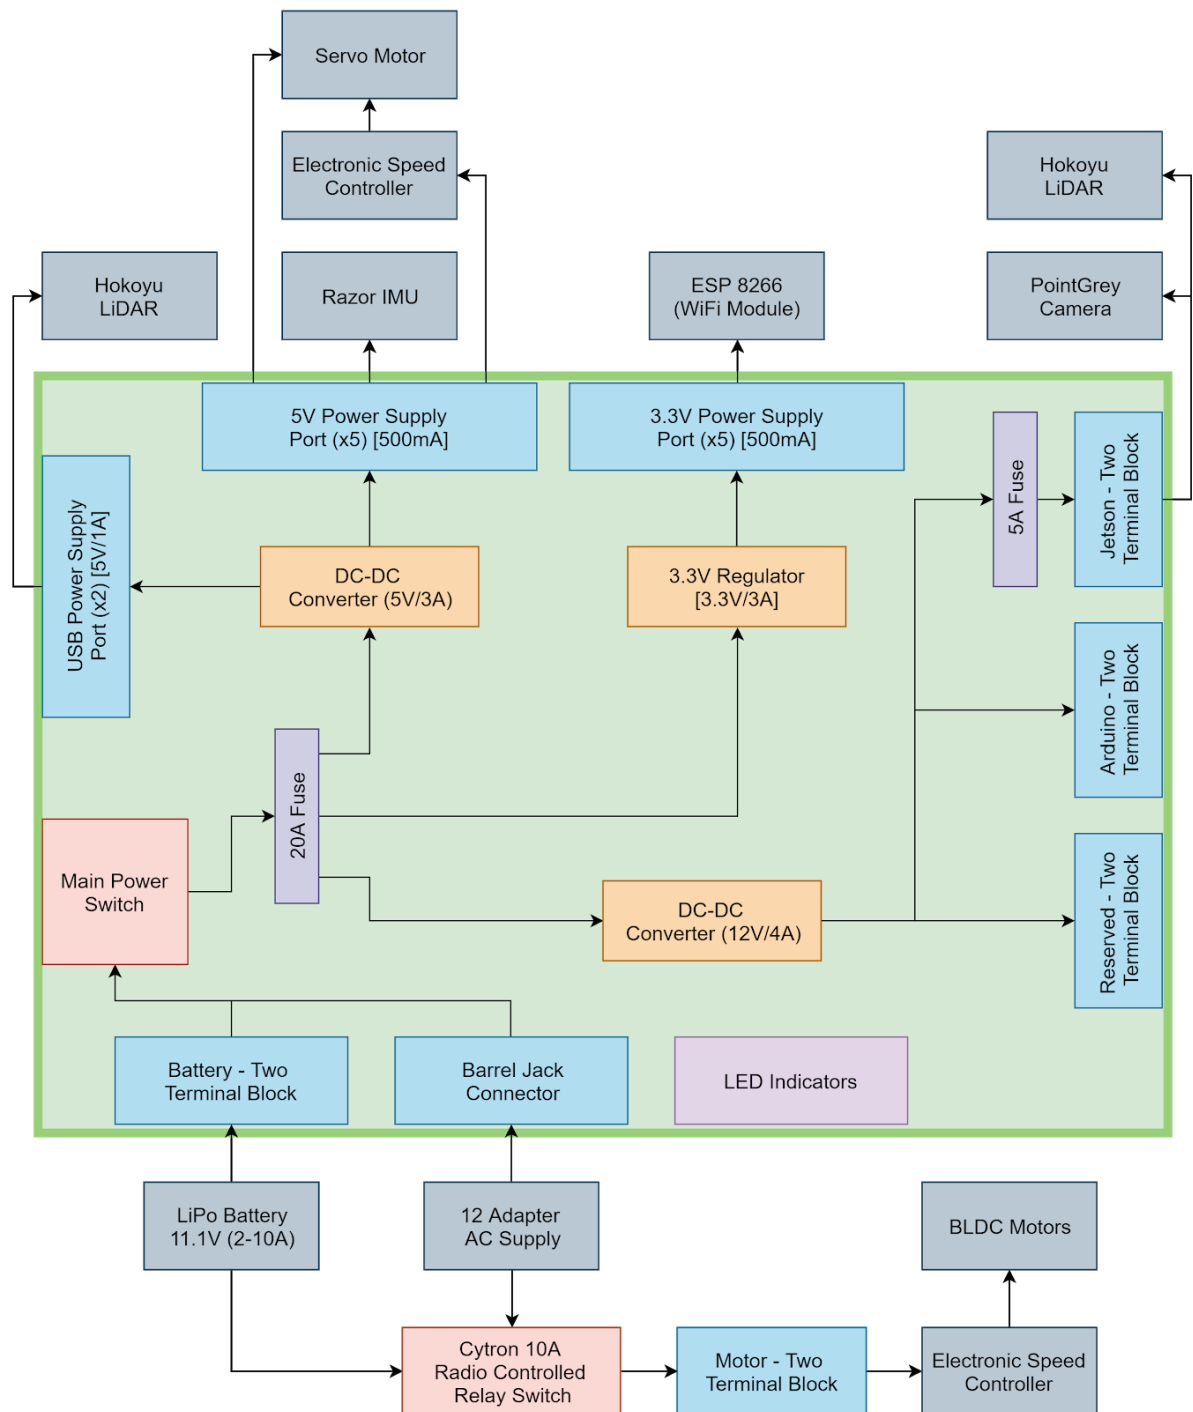 Servo Motor
Electronic Speed
Controller
Hokoyu
LiDAR
Hokoyu
LiDAR
Razor IMU
ESP 8266
(WiFi Module)
PointGrey
Camera
5V Power Supply
Port (x5) [500mA]
3.3V Power Supply
Port (x5) [500mA]
USB Power Supply
Port (x2) [5V/1A]
DC-DC
Converter (5V/3A)
3.3V Regulator
[3.3V/3A]
5A Fuse
Jetson - Two
Terminal Block
Arduino - Two
Terminal Block
20A Fuse
Main Power
Switch
DC-DC
Converter (12V/4A)
Reserved - Two
Terminal Block
Battery - Two
Terminal Block
Barrel Jack
Connector
LED Indicators
LiPo Battery
11.1V (2-10A)
12 Adapter
AC Supply
BLDC Motors
Cytron 10A
Radio Controlled
Relay Switch
Motor - Two
Terminal Block
Electronic Speed
Controller